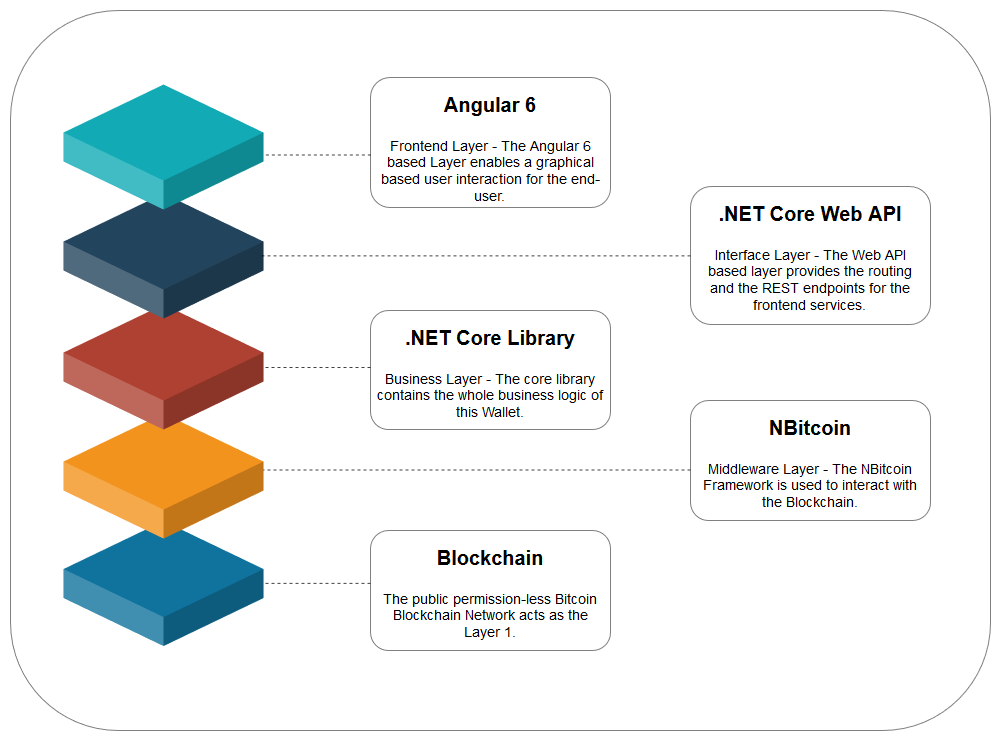 Angular 6
Frontend Layer - The Angular 6
based Layer enables a graphical
based user interaction for the end-
user.
.NET Core Web API
Interface Layer - The Web API
based layer provides the routing
and the REST endpoints for the
frontend services.
.NET Core Library
Business Layer - The core library
contains the whole business logic of
this Wallet.
NBitcoin
Middleware Layer - The NBitcoin
Framework is used to interact with
the Blockchain.
Blockchain
The public permission-less Bitcoin
Blockchain Network acts as the
Layer 1.